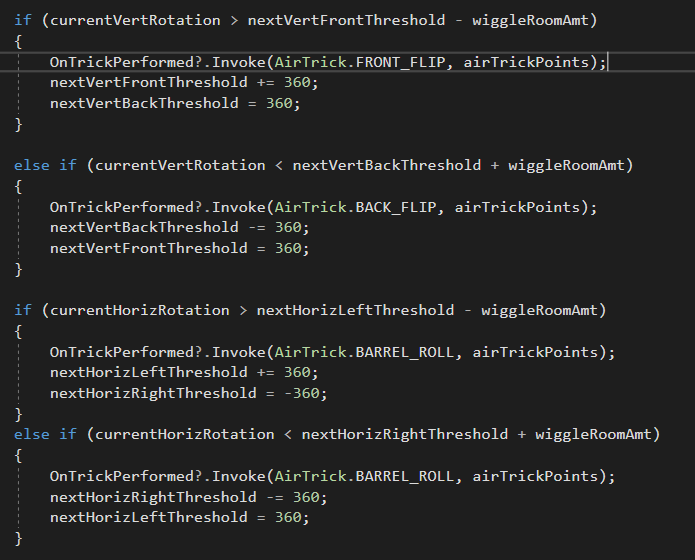 if (currentVertRotation > nextVertFrontThreshold - wiggleRoomAmt)
{
OnTrickPerformed?.Invoke(AirTrick.FRONT_FLIP, airTrickPoints);
nextVertFrontThreshold += 360;
nextVertBackThreshold = 360;
}
else if (currentVertRotation < nextVertBackThreshold + wiggleRoomAmt)
{
OnTrickPerformed?.Invoke(AirTrick.BACK_FLIP, airTrickPoints);
nextVertBackThreshold -= 360;
nextVertFrontThreshold = 360;
}
if (currentHorizRotation > nextHorizLeftThreshold - wiggleRoomAmt)
{
OnTrickPerformed?.Invoke(AirTrick.BARREL_ROLL, airTrickPoints);
nextHorizLeftThreshold += 360;
nextHorizRightThreshold = -360;
}
else if (currentHorizRotation < nextHorizRightThreshold + wiggleRoomAmt)
{
OnTrickPerformed?.Invoke(AirTrick.BARREL_ROLL, airTrickPoints);
nextHorizRightThreshold -= 360;
nextHorizLeftThreshold = 360;
}